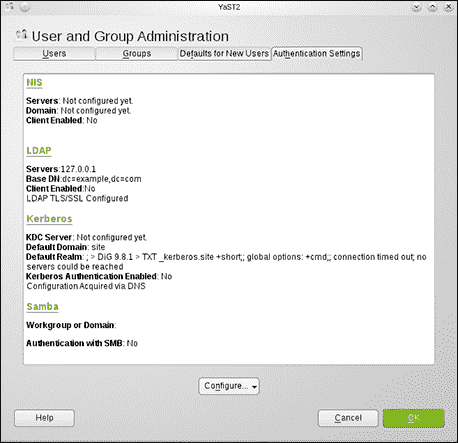 YaST2
User and Group Administration
Users Groups Defaults for New Users Authentication Settings
NIS
Servers: Not configured yet.
Domain: Not configured yet.
Client Enabled: No
LDAP
Servers:127.0.0.1
Base DN:dc=example,dc=com
Client Enabled:No
LDAP TLS/SSL Configured
Kerberos
KDC Server: Not configured yet.
Default Domain: site
Default Realm: ; > DiG 9.8.1 > TXT _kerberos.site +short;; global options: +cmd;; connection timed out; no
servers could be reached
Kerberos Authentication Enabled: No
Configuration Acquired via DNS
Samba
Workgroup or Domain:
Authentication with SMB: No
Configure...
Help Cancel OK